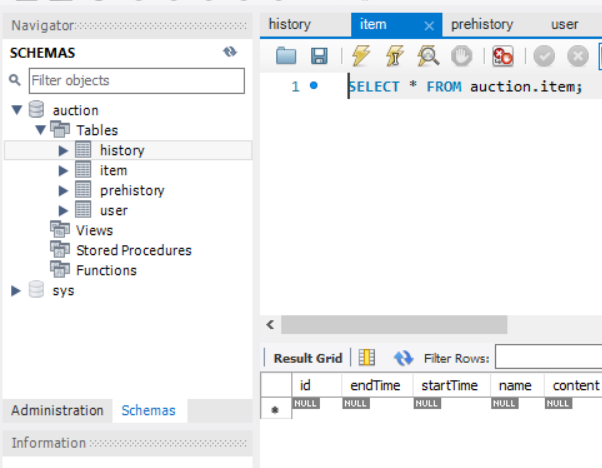 Navigator
history item prehistory user
SCHEMAS
Filter objects
1 SELECT * FROM auction.item;
auction
Tables
history
item
prehistory
user
Views
Stored Procedures
Functions
sys
Result Grid Filter Rows:
id endTime startTime name content
NULL NULL NULL NULL NULL
Administration Schemas
Information